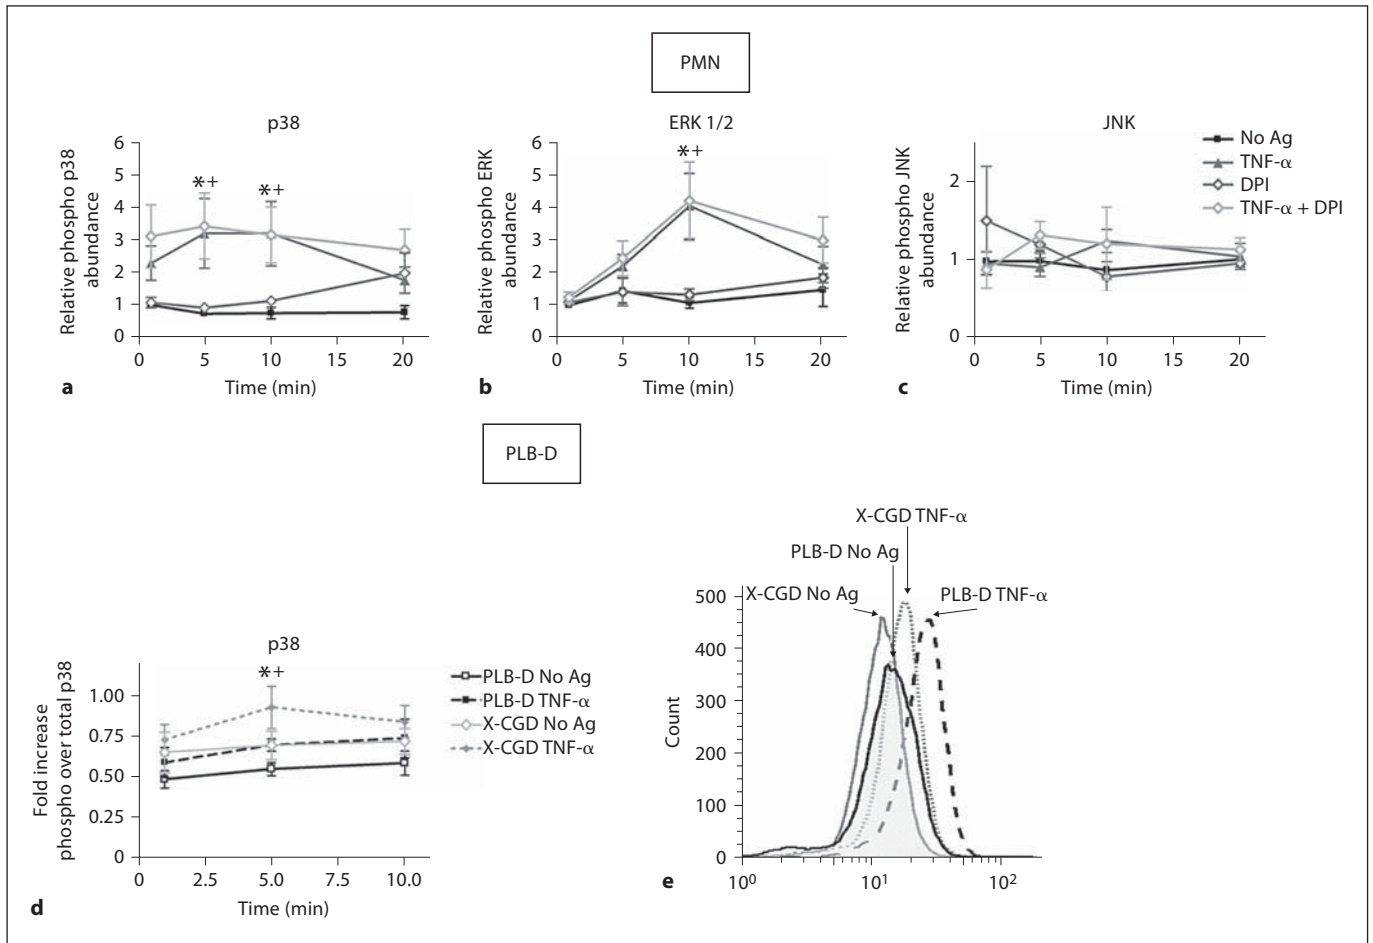 PMN
p38
Relative phospho p38
abundance
6
5
4
3
2
1
0
*+
*+
0 5 10 15 20
Time (min)
a
ERK 1/2
Relative phospho ERK
abundance
6
5
4
3
2
1
0
*+
0 5 10 15 20
Time (min)
b
JNK
Relative phospho JNK
abundance
2
1
0
0 5 10 15 20
Time (min)
c
No Ag
TNF-α
DPI
TNF-α + DPI
PLB-D
p38
Fold increase
phospho over total p38
1.00
0.75
0.50
0.25
0
*+
0 2.5 5.0 7.5 10.0
Time (min)
d
PLB-D No Ag
PLB-D TNF-α
X-CGD No Ag
X-CGD TNF-α
X-CGD TNF-α
PLB-D No Ag
X-CGD No Ag
PLB-D TNF-α
Count
500
400
300
200
100
0
10⁰ 10¹ 10²
e